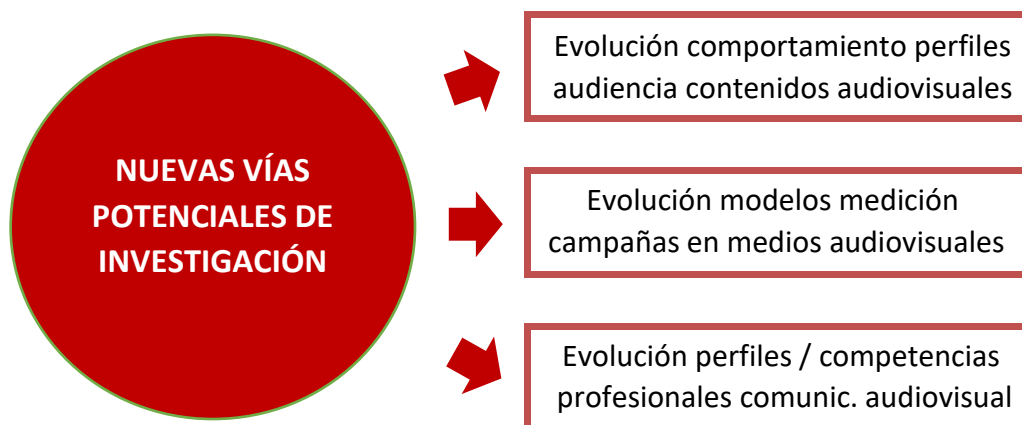 NUEVAS VÍAS
POTENCIALES DE
INVESTIGACIÓN
Evolución comportamiento perfiles
audiencia contenidos audiovisuales
Evolución modelos medición
campañas en medios audiovisuales
Evolución perfiles / competencias
profesionales comunic. audiovisual